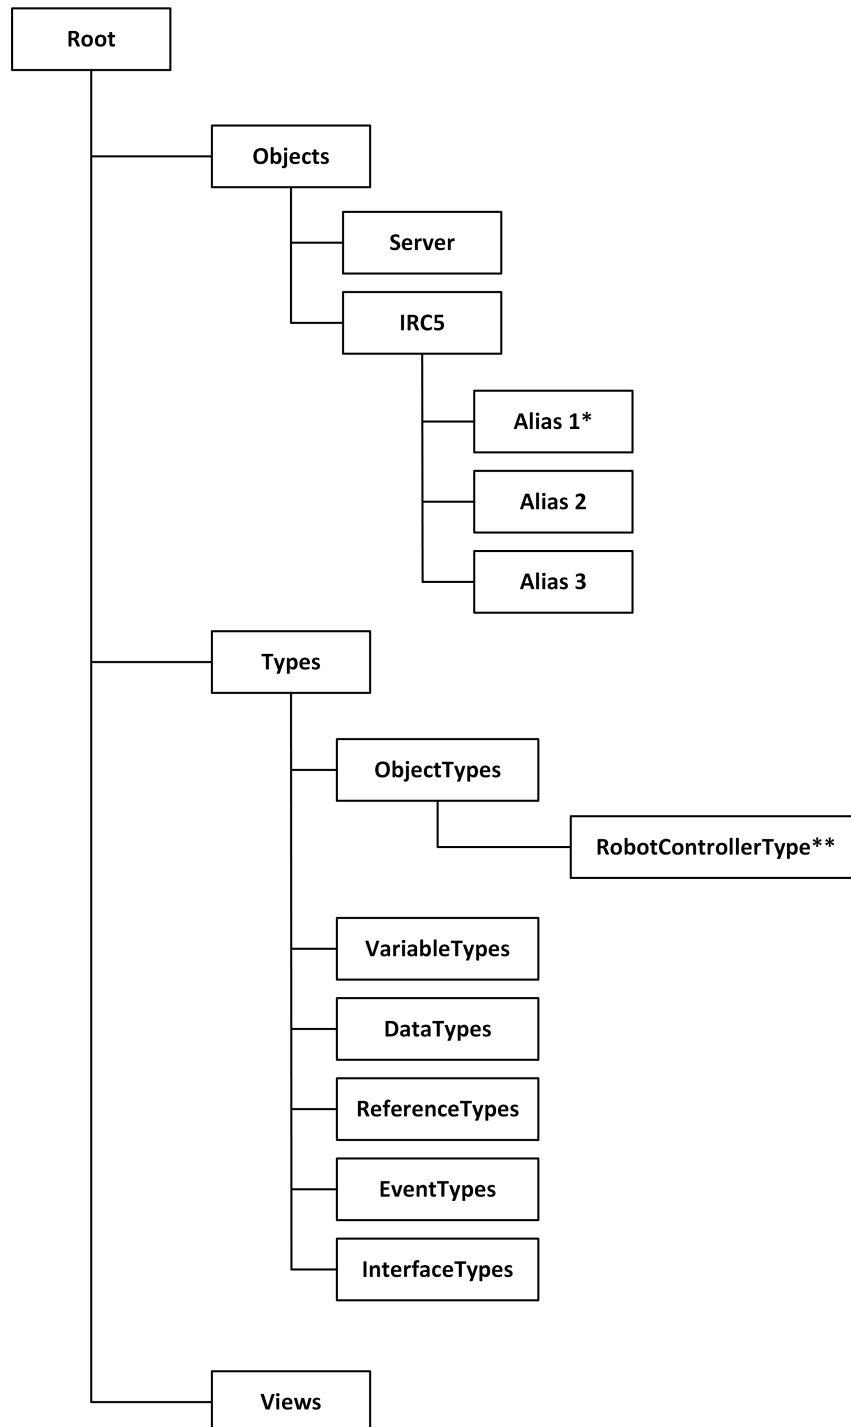 Root
Objects
Server
IRC5
Alias 1*
Alias 2
Alias 3
Types
ObjectTypes
RobotControllerType**
VariableTypes
DataTypes
ReferenceTypes
EventTypes
InterfaceTypes
Views